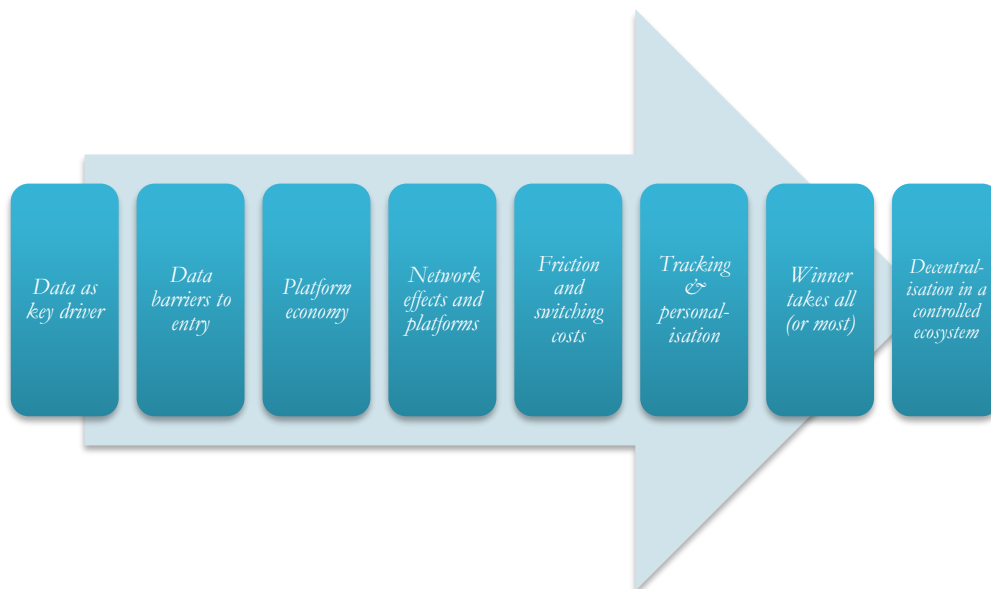 Data as
key driver
Data
barriers to
entry
Platform
economy
Network
effects and
platforms
Friction
and
switching
costs
Tracking
&
personal-
isation
Winner
takes all
(or most)
Decentral-
isation in a
controlled
ecosystem